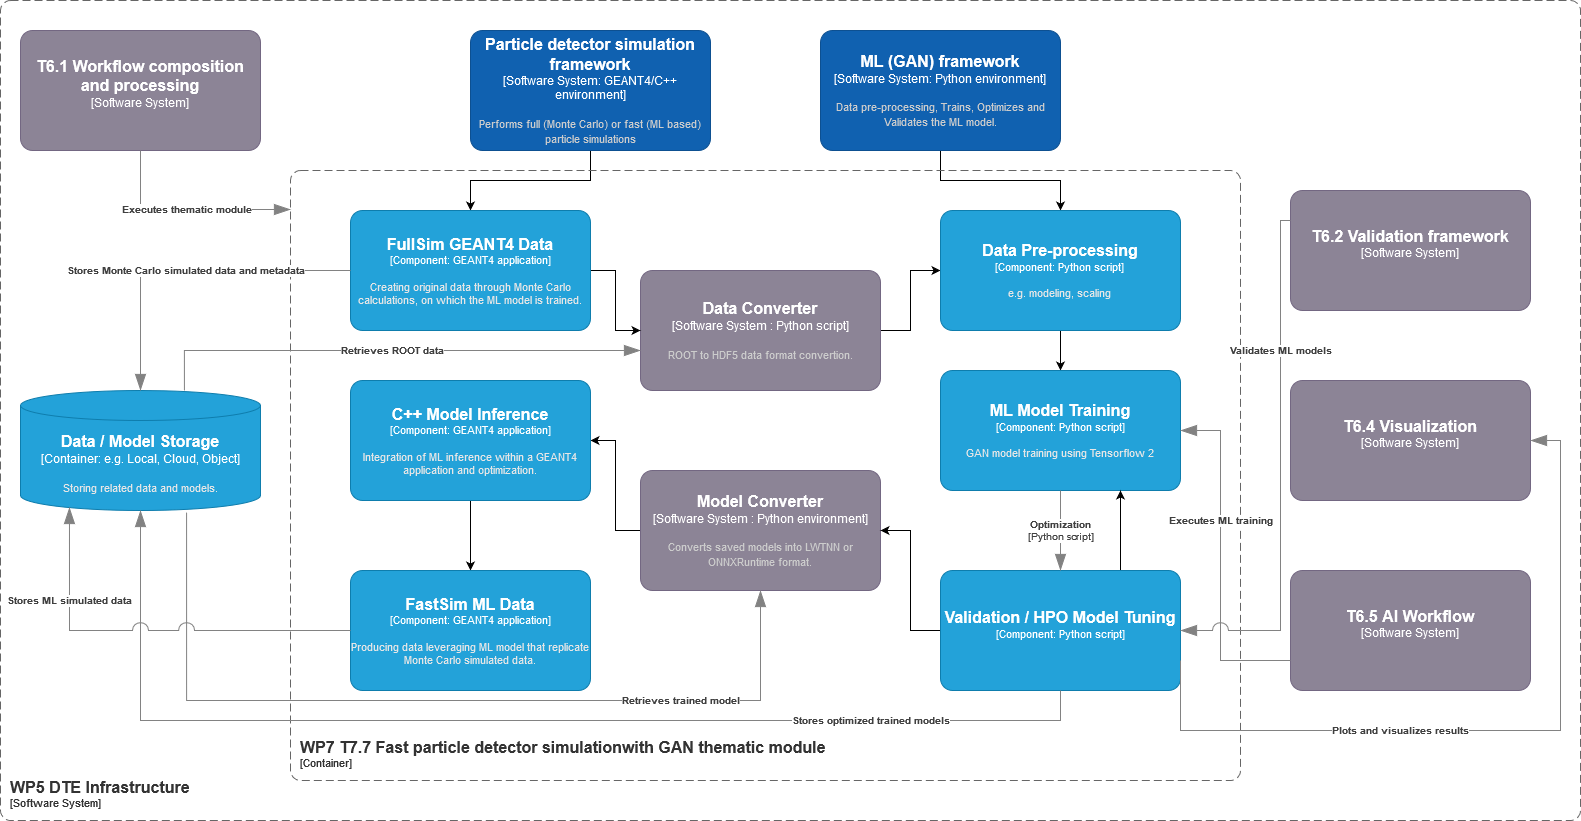 T6.1 Workflow composition
and processing
[Software System]
Particle detector simulation
framework
[Software System: GEANT4/C++
environment]
Performs full (Monte Carlo) or fast (ML based)
particle simulations
ML (GAN) framework
[Software System: Python environment]
Data pre-processing, Trains, Optimizes and
Validates the ML model.
Executes thematic module
FullSim GEANT4 Data
[Component: GEANT4 application]
Creating original data through Monte Carlo
calculations, on which the ML model is trained.
Stores Monte Carlo simulated data and metadata
Data Converter
[Software System : Python script]
ROOT to HDF5 data format convertion.
Data Pre-processing
[Component: Python script]
e.g. modeling, scaling
T6.2 Validation framework
[Software System]
Retrieves ROOT data
Validates ML models
Data / Model Storage
[Container: e.g. Local, Cloud, Object]
Storing related data and models.
C++ Model Inference
[Component: GEANT4 application]
Integration of ML inference within a GEANT4
application and optimization.
ML Model Training
[Component: Python script]
GAN model training using Tensorflow 2
T6.4 Visualization
[Software System]
Model Converter
[Software System : Python environment]
Converts saved models into LWTNN or
ONNXRuntime format.
Optimization
[Python script]
Executes ML training
Stores ML simulated data
FastSim ML Data
[Component: GEANT4 application]
Producing data leveraging ML model that replicate
Monte Carlo simulated data.
Validation / HPO Model Tuning
[Component: Python script]
T6.5 AI Workflow
[Software System]
Retrieves trained model
Stores optimized trained models
Plots and visualizes results
WP7 T7.7 Fast particle detector simulationwith GAN thematic module
[Container]
WP5 DTE Infrastructure
[Software System]